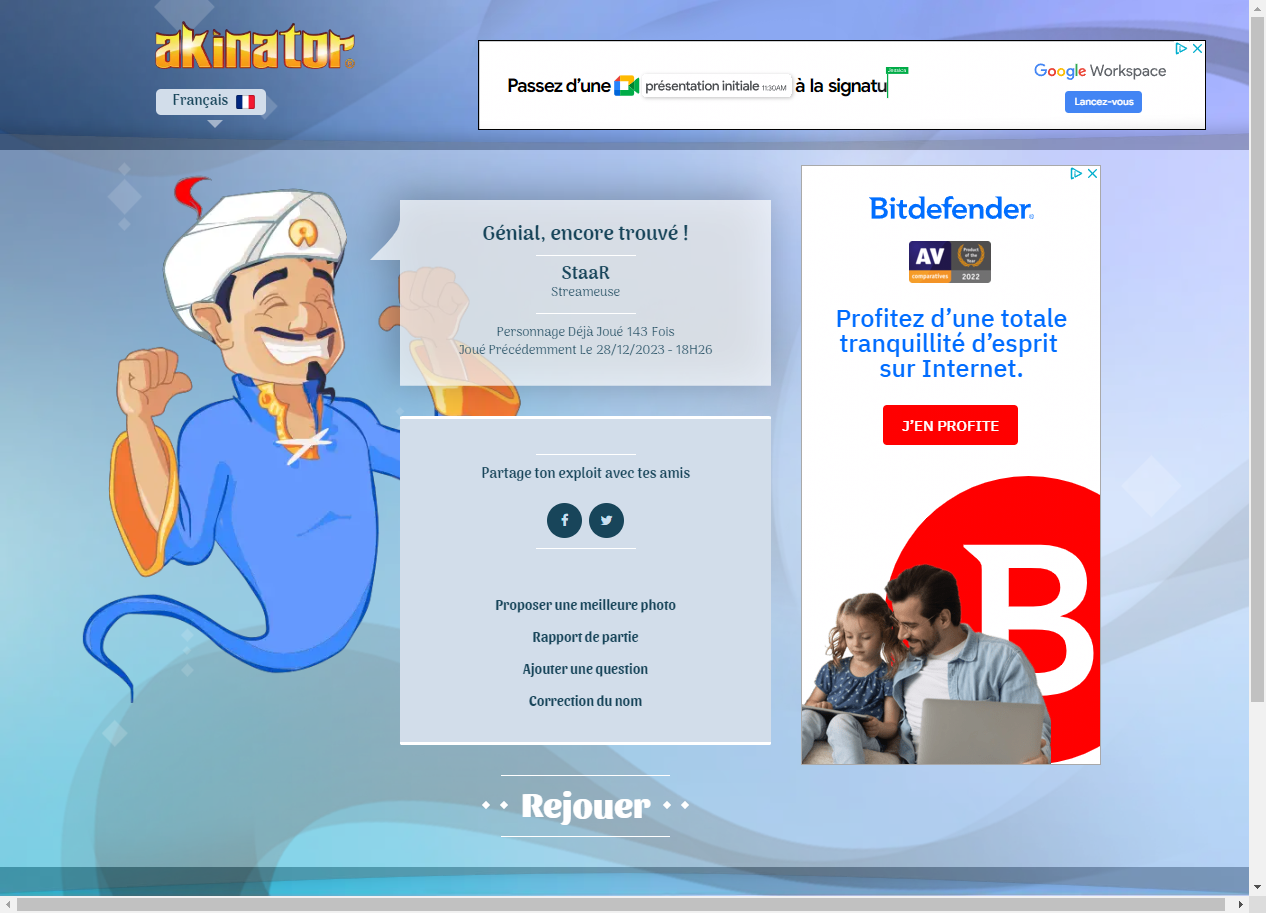 akinator
Français
Passez d'une présentation initiale 11:30AM à la signatu
Jessica
Google Workspace
Lancez-vous
Génial, encore trouvé !
StaaR
Streameuse
Personnage Déjà Joué 143 Fois
Joué Précédemment Le 28/12/2023 - 18H26
Partage ton exploit avec tes amis
Proposer une meilleure photo
Rapport de partie
Ajouter une question
Correction du nom
Rejouer
Bitdefender
AV
comparatives
Product of the Year
2022
Profitez d'une totale
tranquillité d'esprit
sur Internet.
J'EN PROFITE
B